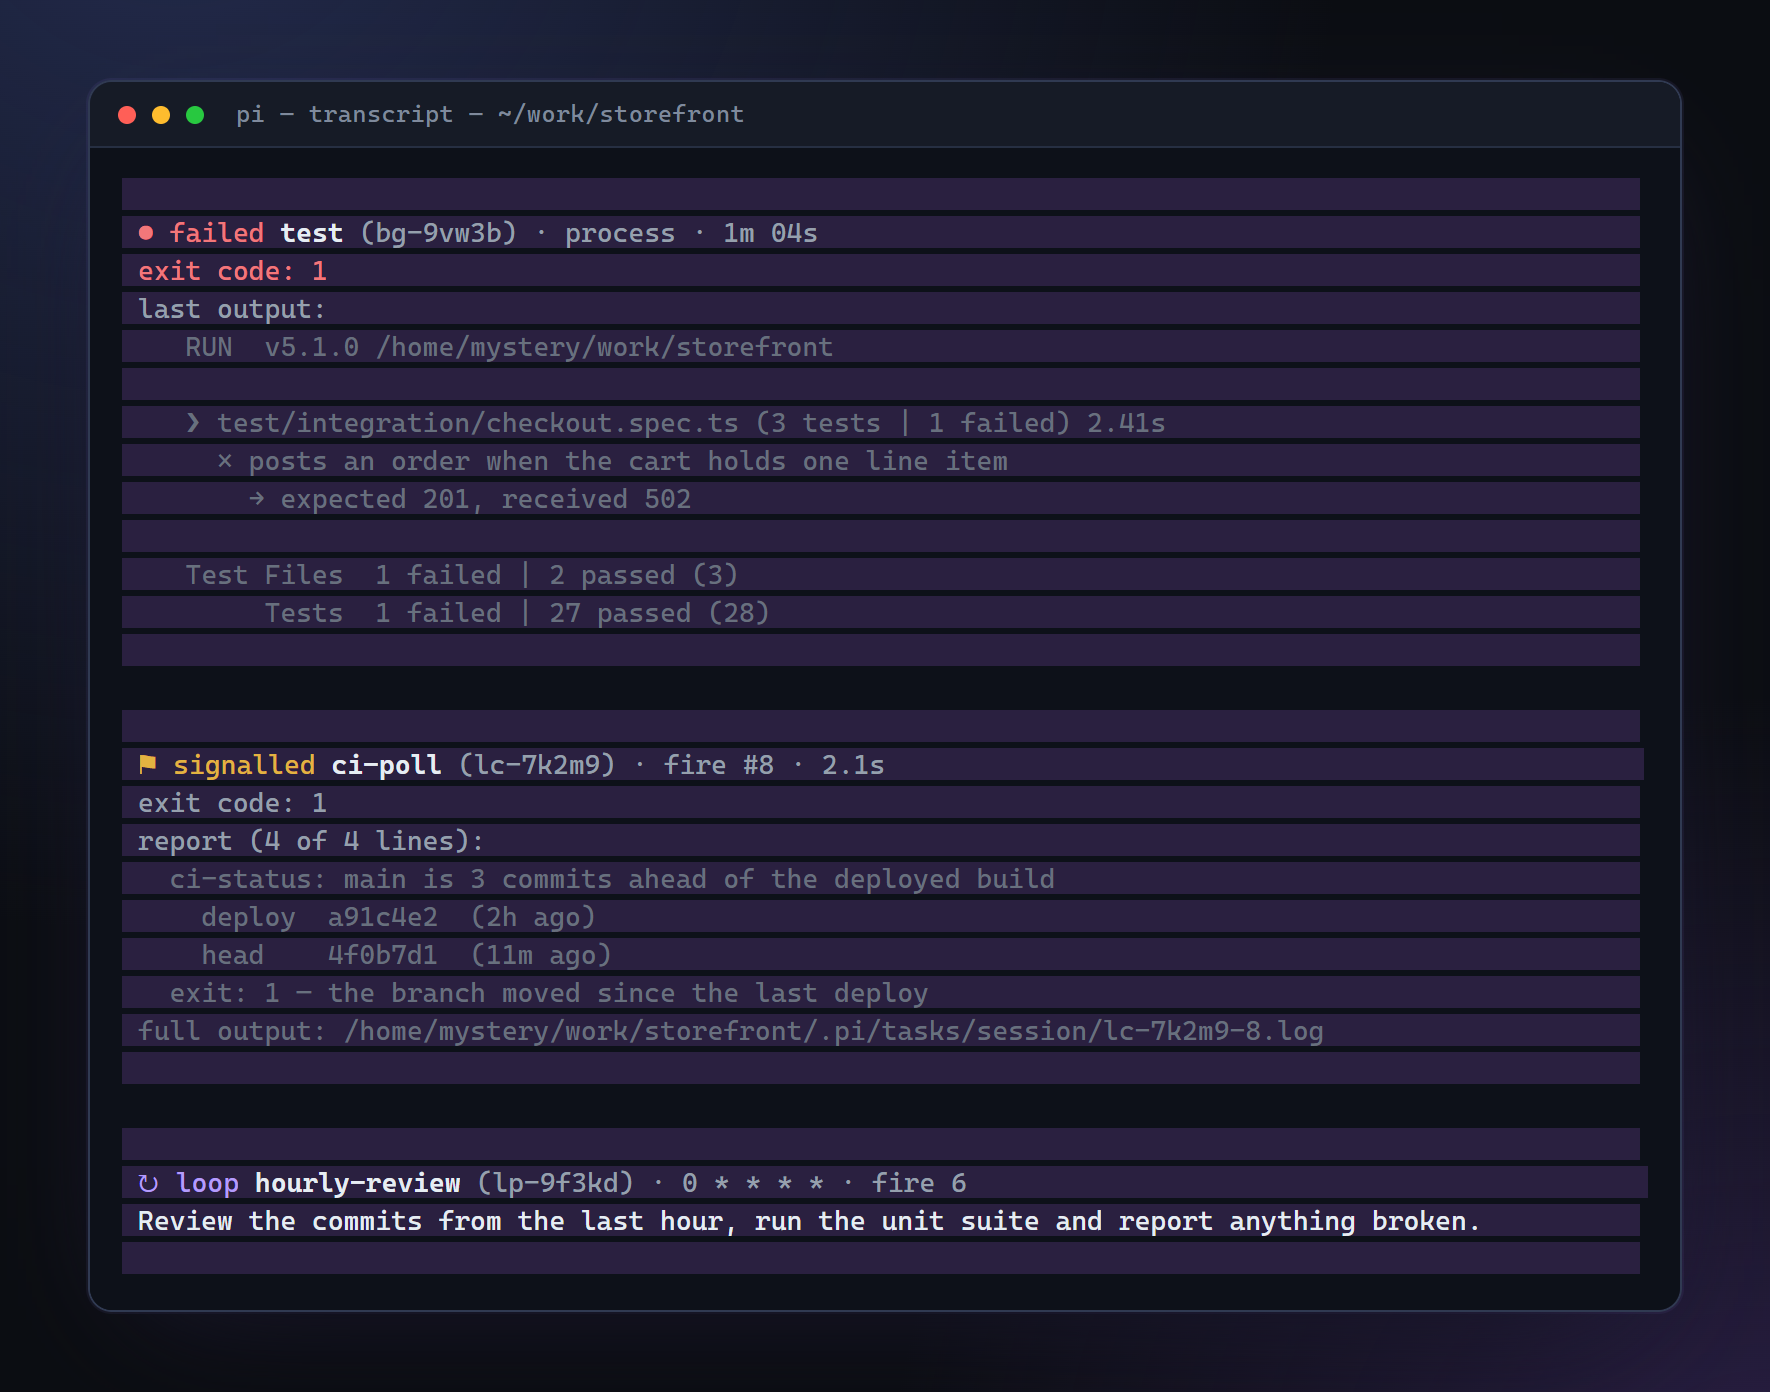 pi — transcript — ~/work/storefront
● failed test (bg-9vw3b) · process · 1m 04s
exit code: 1
last output:
RUN  v5.1.0 /home/mystery/work/storefront
❯ test/integration/checkout.spec.ts (3 tests | 1 failed) 2.41s
× posts an order when the cart holds one line item
→ expected 201, received 502
Test Files  1 failed | 2 passed (3)
Tests  1 failed | 27 passed (28)
⚑ signalled ci-poll (lc-7k2m9) · fire #8 · 2.1s
exit code: 1
report (4 of 4 lines):
ci-status: main is 3 commits ahead of the deployed build
deploy  a91c4e2  (2h ago)
head    4f0b7d1  (11m ago)
exit: 1 — the branch moved since the last deploy
full output: /home/mystery/work/storefront/.pi/tasks/session/lc-7k2m9-8.log
↻ loop hourly-review (lp-9f3kd) · 0 * * * * · fire 6
Review the commits from the last hour, run the unit suite and report anything broken.